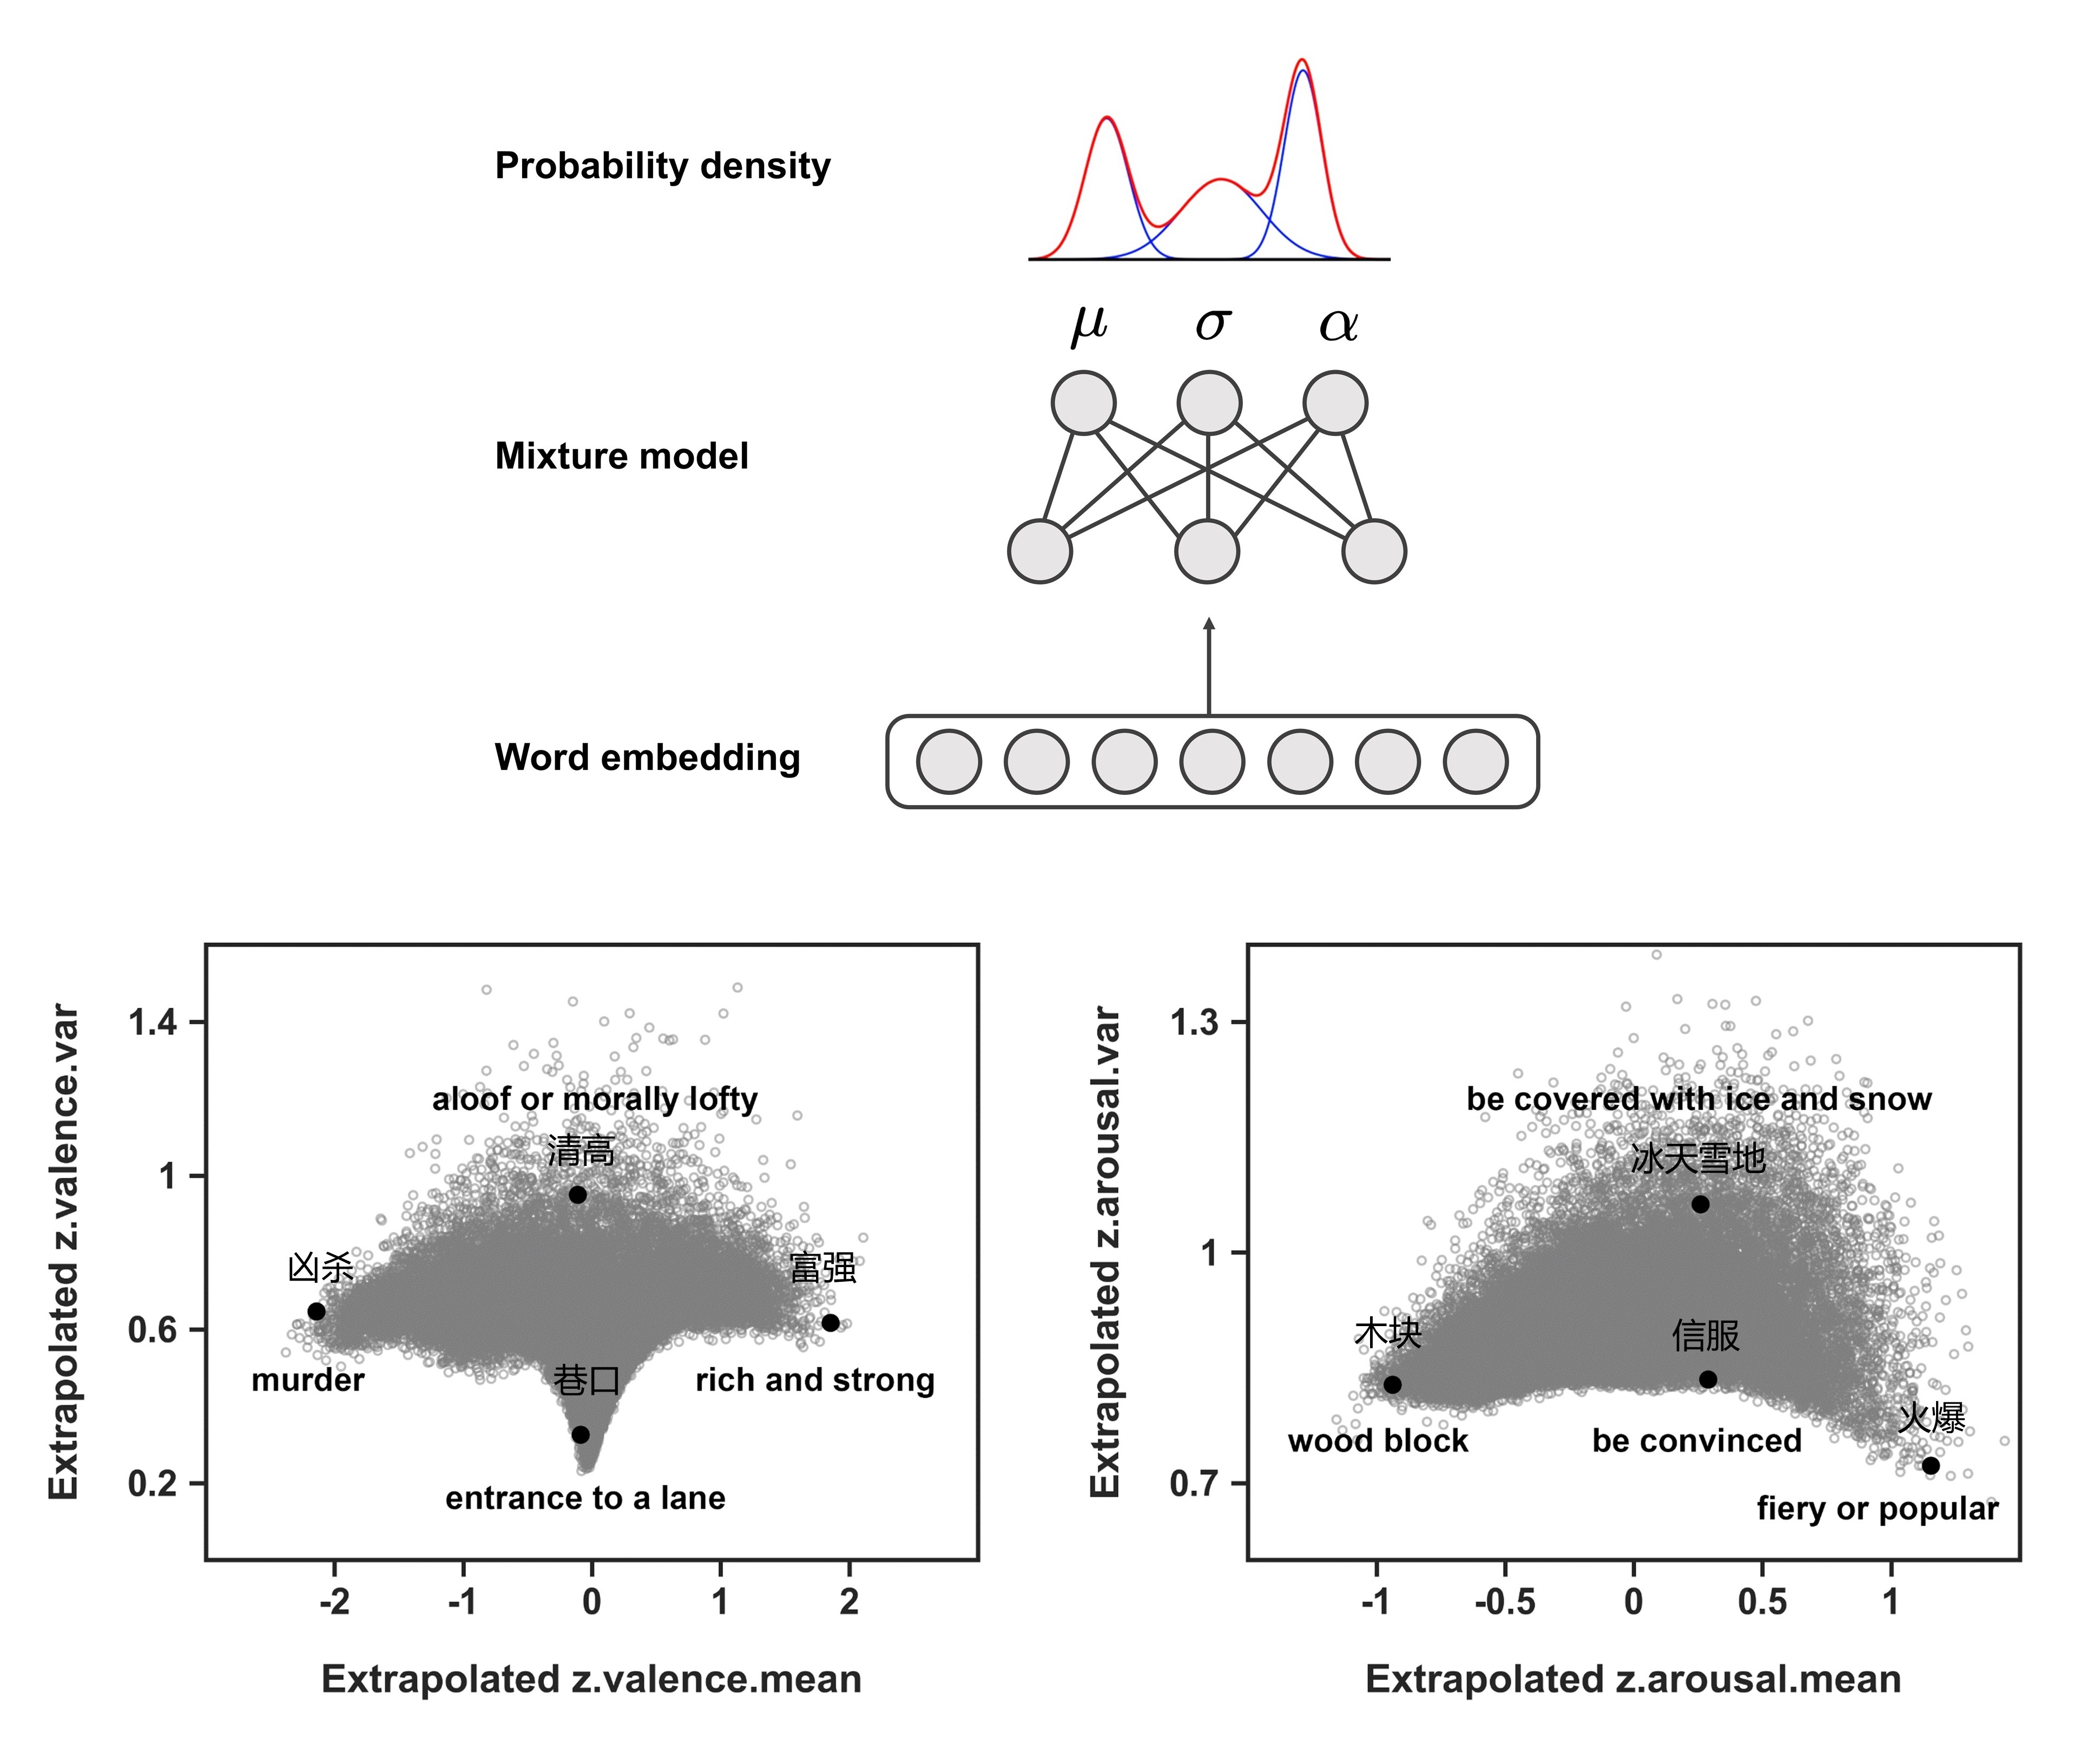 Probability density
μ σ α
Mixture model
Word embedding
Extrapolated z.valence.var
1.4
1
0.6
0.2
aloof or morally lofty
清高
凶杀
富强
murder
巷口
rich and strong
entrance to a lane
-2 -1 0 1 2
Extrapolated z.valence.mean
Extrapolated z.arousal.var
1.3
1
0.7
be covered with ice and snow
冰天雪地
木块
信服
火爆
wood block
be convinced
fiery or popular
-1 -0.5 0 0.5 1
Extrapolated z.arousal.mean